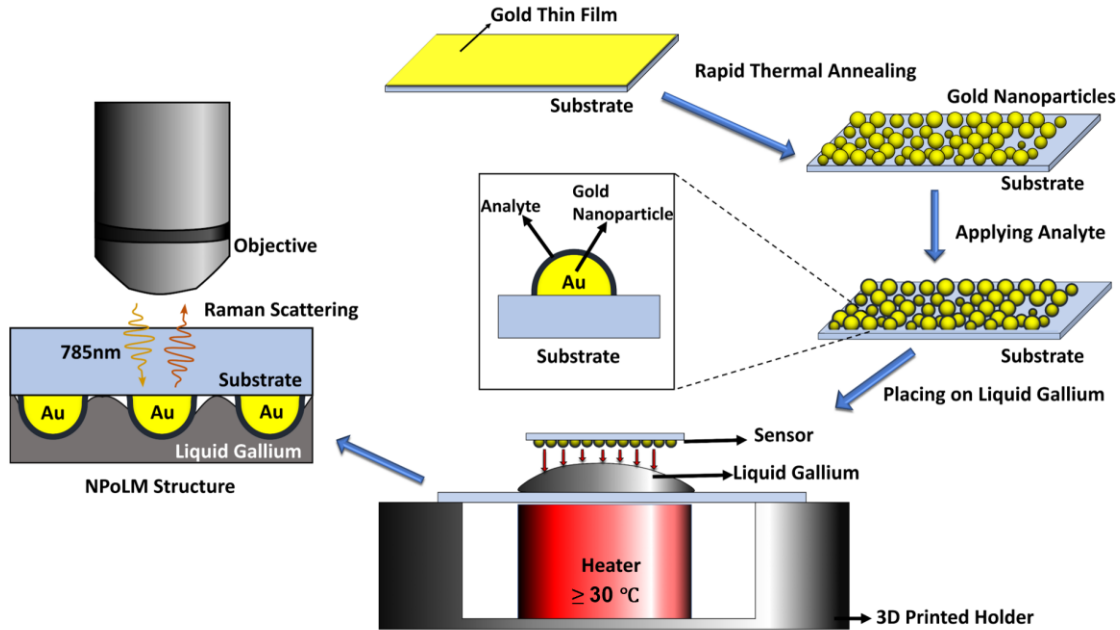 Gold Thin Film
Substrate
Rapid Thermal Annealing
Gold Nanoparticles
Substrate
Applying Analyte
Substrate
Analyte
Gold
Nanoparticle
Au
Substrate
Placing on Liquid Gallium
Sensor
Liquid Gallium
Heater
≥ 30 ℃
3D Printed Holder
Objective
Raman Scattering
785nm
Substrate
Au
Au
Au
Liquid Gallium
NPoLM Structure